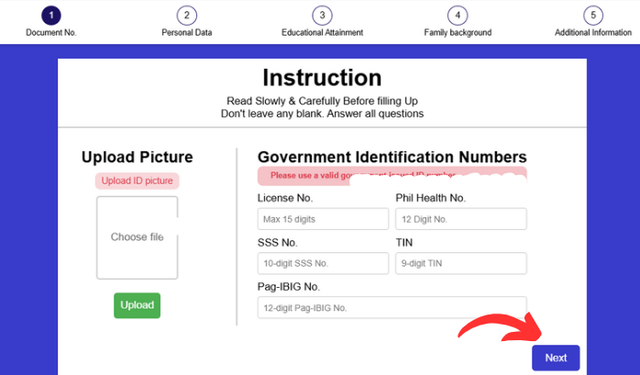 1
Document No.
2
Personal Data
3
Educational Attainment
4
Family background
5
Additional Information
Instruction
Read Slowly & Carefully Before filling Up
Don't leave any blank. Answer all questions
Upload Picture
Upload ID picture
Choose file
Upload
Government Identification Numbers
Please use a valid
License No.
Max 15 digits
Phil Health No.
12 Digit No.
SSS No.
10-digit SSS No.
TIN
9-digit TIN
Pag-IBIG No.
12-digit Pag-IBIG No.
Next